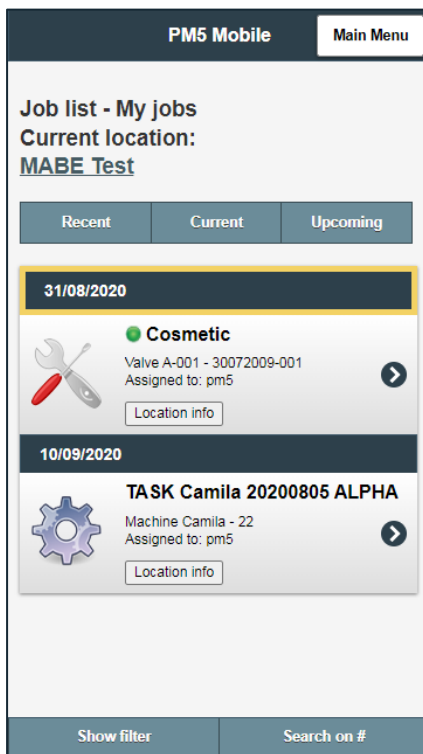 PM5 Mobile
Main Menu
Job list - My jobs
Current location:
MABE Test
Recent
Current
Upcoming
31/08/2020
Cosmetic
Valve A-001 - 30072009-001
Assigned to: pm5
Location info
10/09/2020
TASK Camila 20200805 ALPHA
Machine Camila - 22
Assigned to: pm5
Location info
Show filter
Search on #